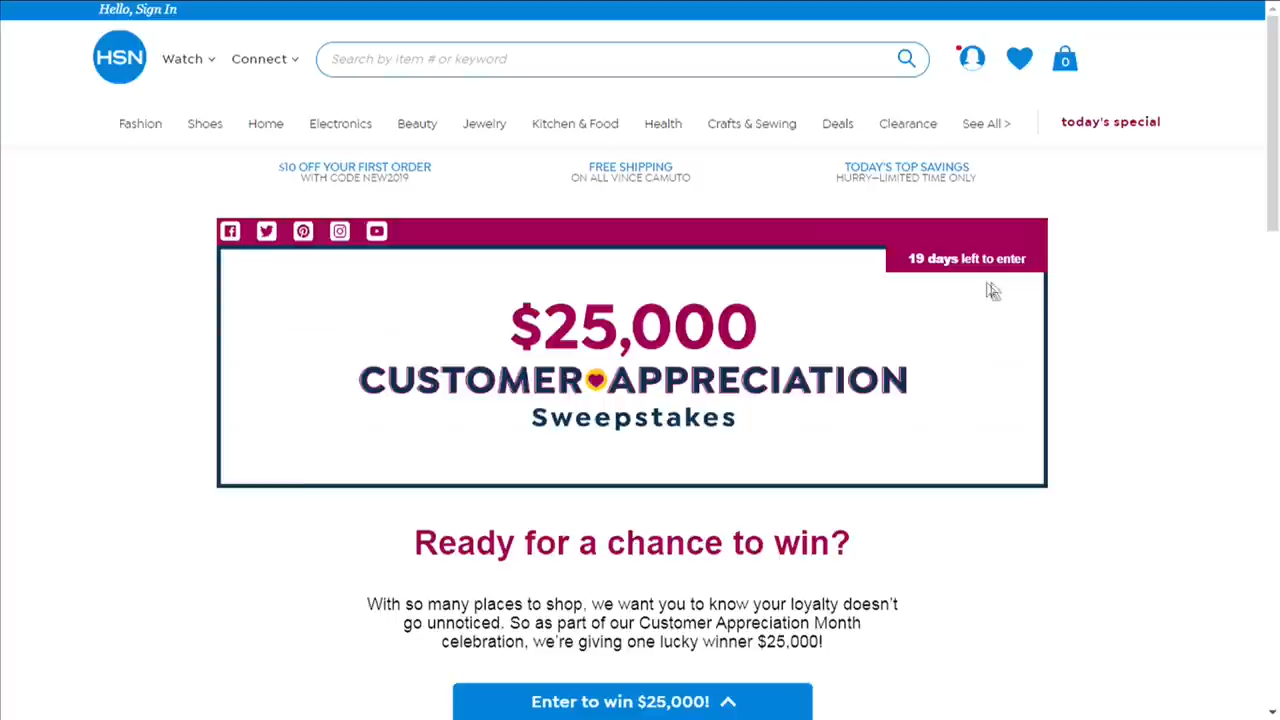 Hello, Sign In
HSN
Watch
Connect
Search by item # or keyword
0
Fashion
Shoes
Home
Electronics
Beauty
Jewelry
Kitchen & Food
Health
Crafts & Sewing
Deals
Clearance
See All >
today's special
$10 OFF YOUR FIRST ORDER
WITH CODE NEW2019
FREE SHIPPING
ON ALL VINCE CAMUTO
TODAY'S TOP SAVINGS
HURRY—LIMITED TIME ONLY
19 days left to enter
$25,000
CUSTOMER APPRECIATION
Sweepstakes
Ready for a chance to win?
With so many places to shop, we want you to know your loyalty doesn't
go unnoticed. So as part of our Customer Appreciation Month
celebration, we're giving one lucky winner $25,000!
Enter to win $25,000!